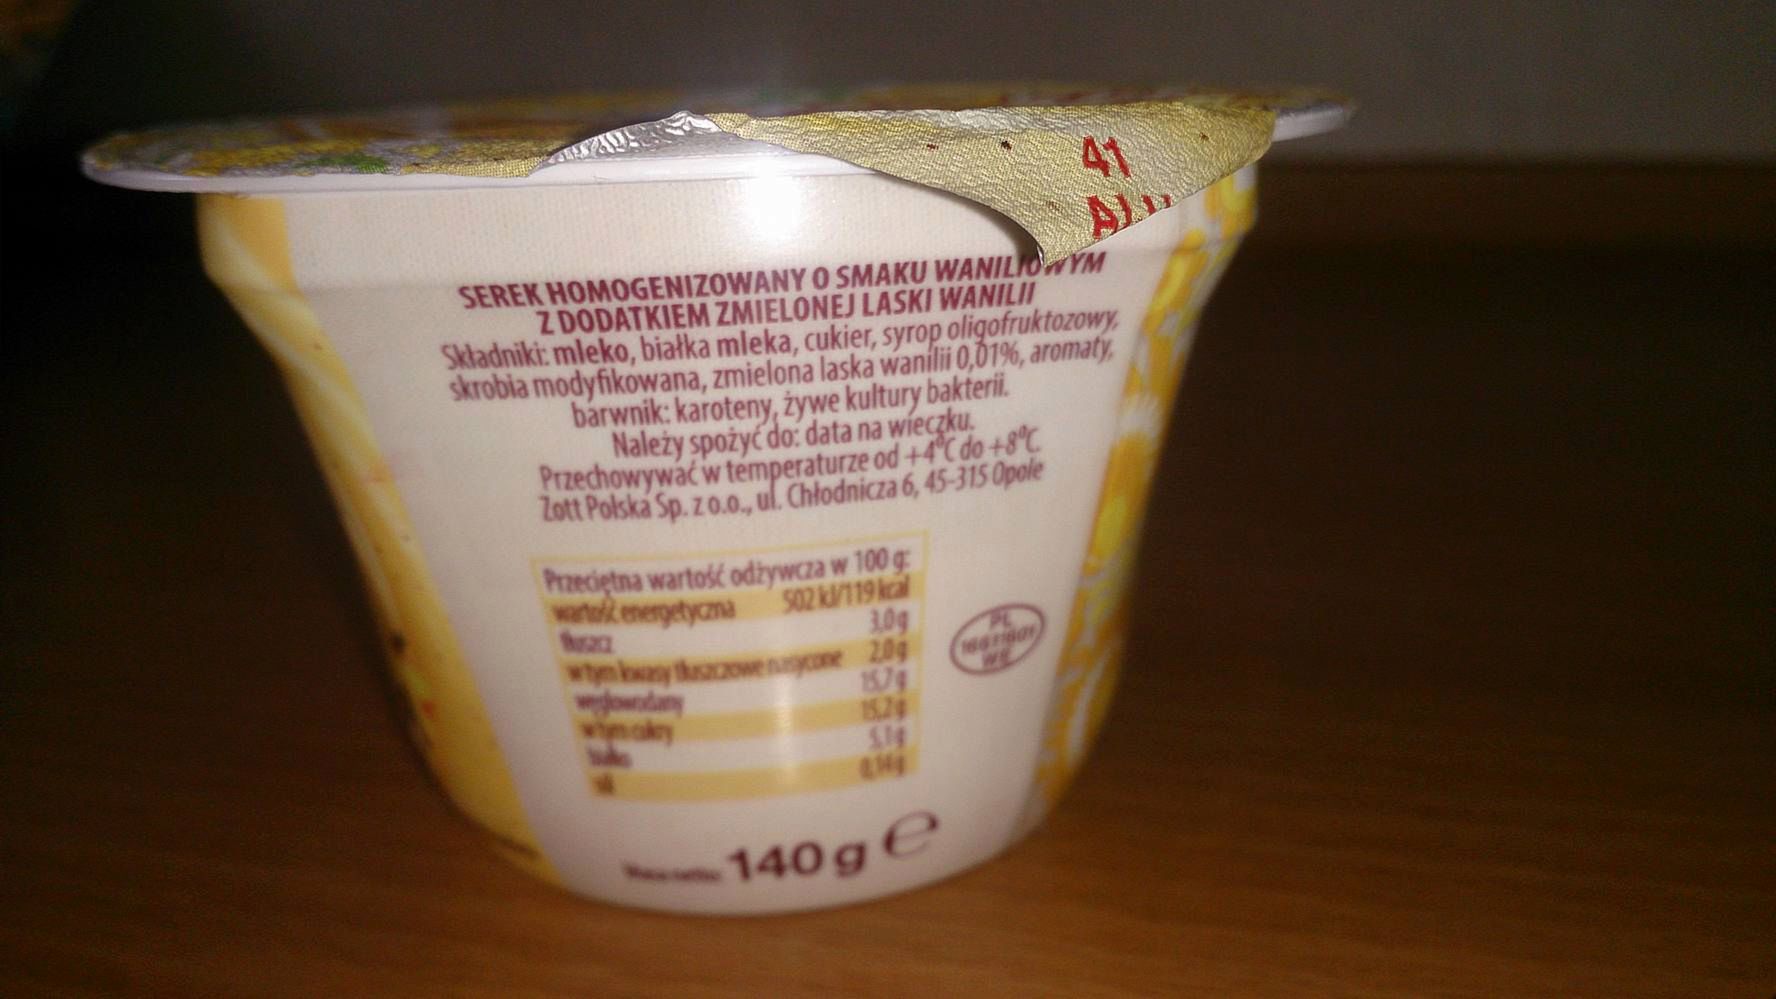 41
SEREK HOMOGENIZOWANY O SMAKU WANILIOWYM
Z DODATKIEM ZMIELONEJ LASKI WANILII
Składniki: mleko, białka mleka, cukier, syrop oligofruktozowy,
skrobia modyfikowana, zmielona laska wanilii 0,01%, aromaty,
barwnik: karoteny, żywe kultury bakterii.
Należy spożyć do: data na wieczku.
Przechowywać w temperaturze od +4°C do +8°C
Zott Polska Sp. z o.o., ul. Chłodnicza 6, 45-315 Opole
Przeciętna wartość odżywcza w 100 g:
wartość energetyczna 502 kJ/119 kcal
tłuszcz 3,0 g
w tym kwasy tłuszczowe nasycone 2,0 g
węglowodany 15,7 g
w tym cukry 15,2 g
białko 5,1 g
sól 0,14 g
PL
16611601
WE
Masa netto: 140 g e